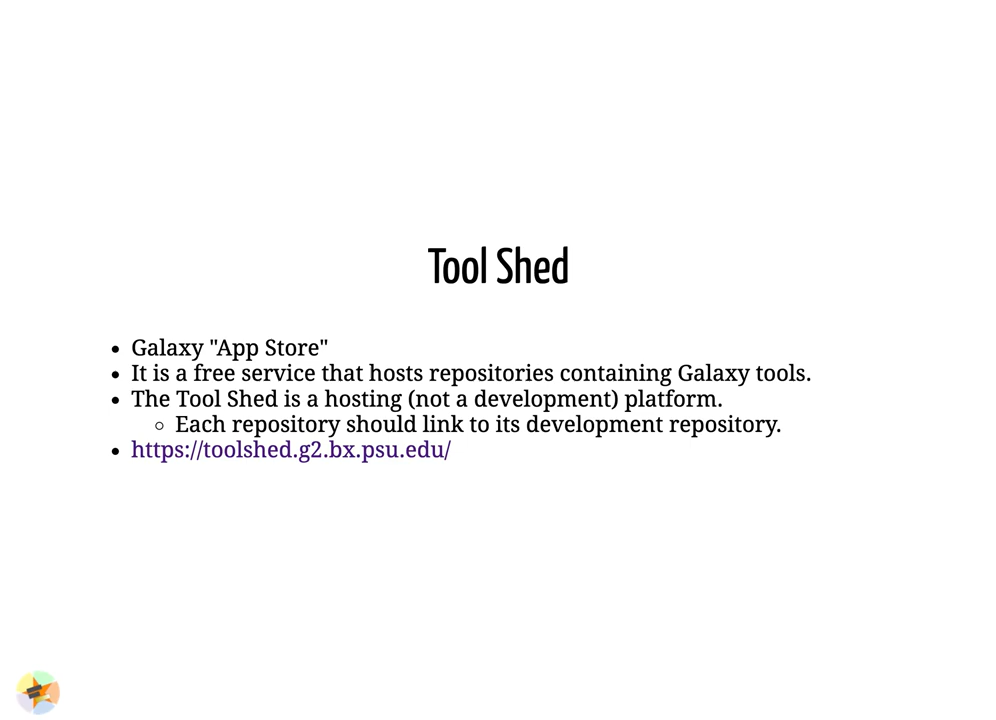 Tool Shed
Galaxy "App Store"
It is a free service that hosts repositories containing Galaxy tools.
The Tool Shed is a hosting (not a development) platform.
Each repository should link to its development repository.
https://toolshed.g2.bx.psu.edu/